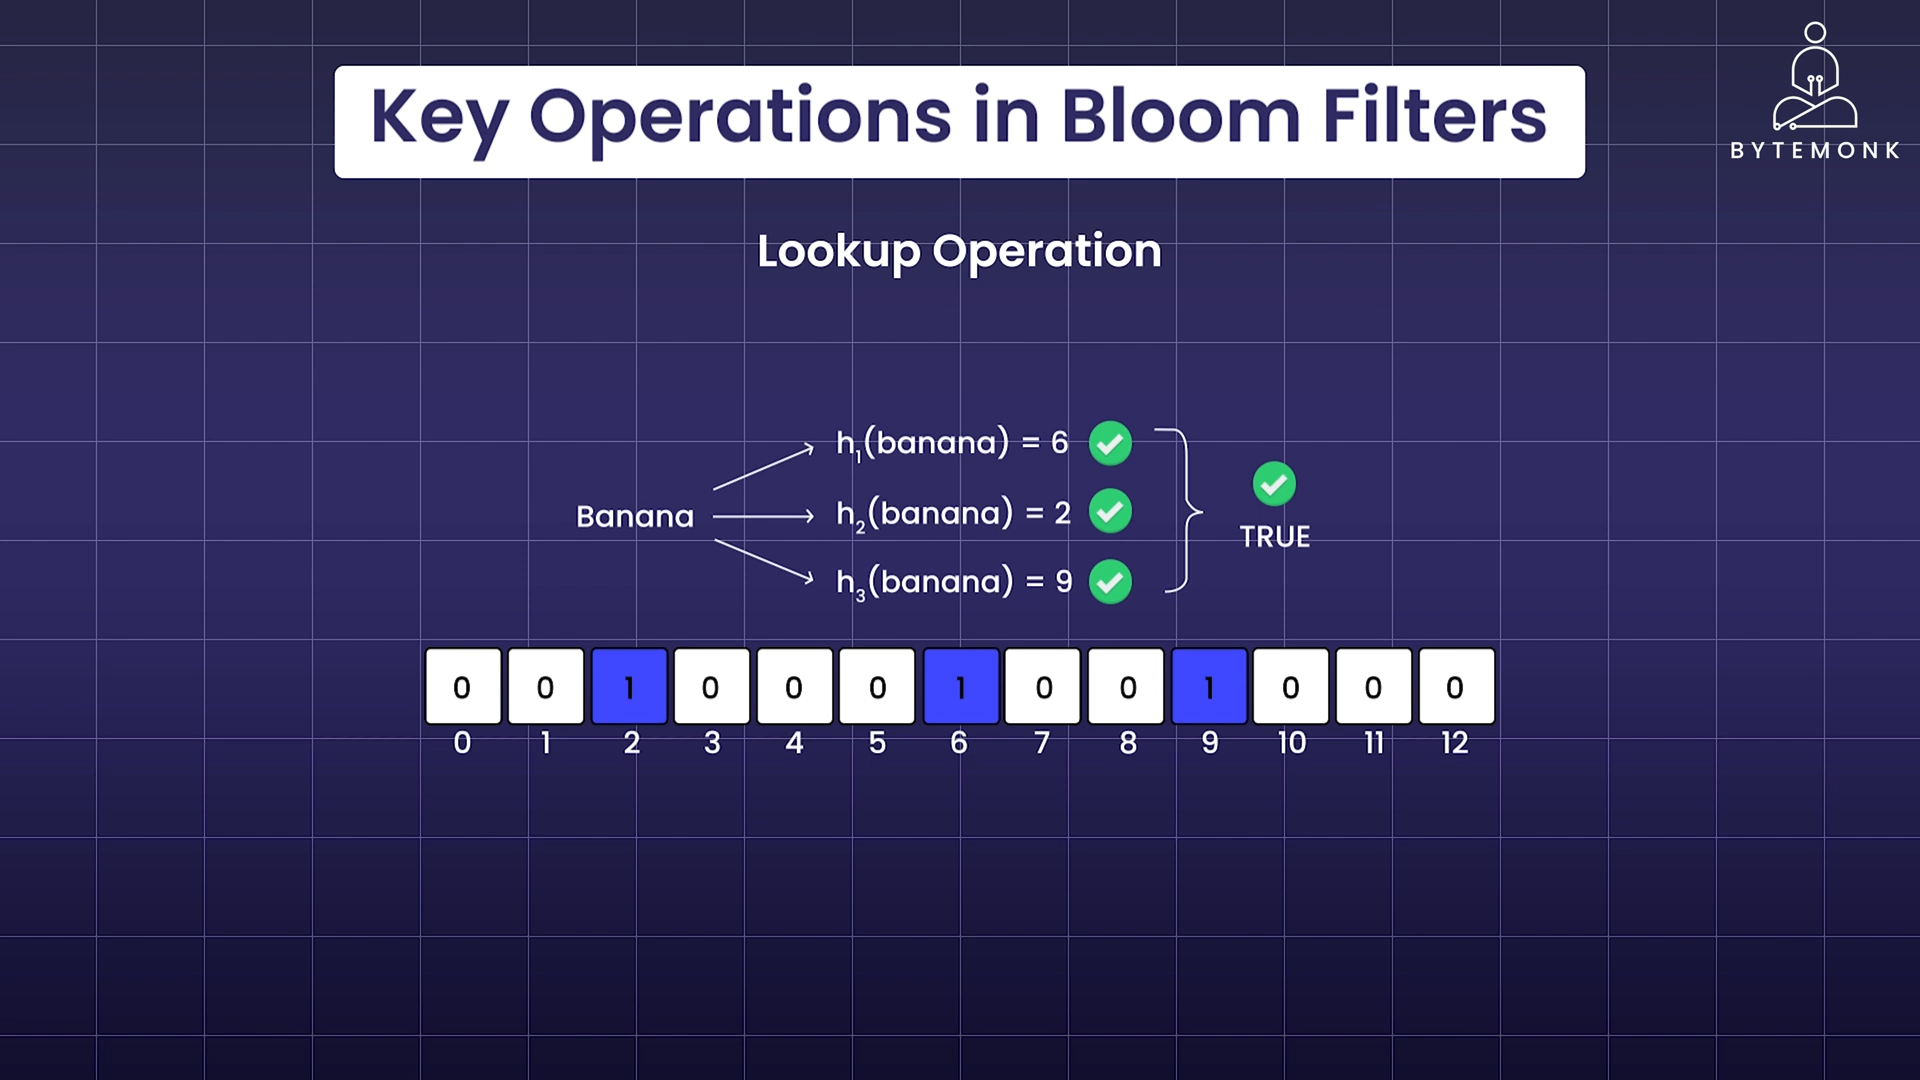 Key Operations in Bloom Filters
BYTEMONK
Lookup Operation
h₁(banana) = 6
Banana
h₂(banana) = 2
h₃(banana) = 9
TRUE
0 0 1 0 0 0 1 0 0 1 0 0 0
0 1 2 3 4 5 6 7 8 9 10 11 12